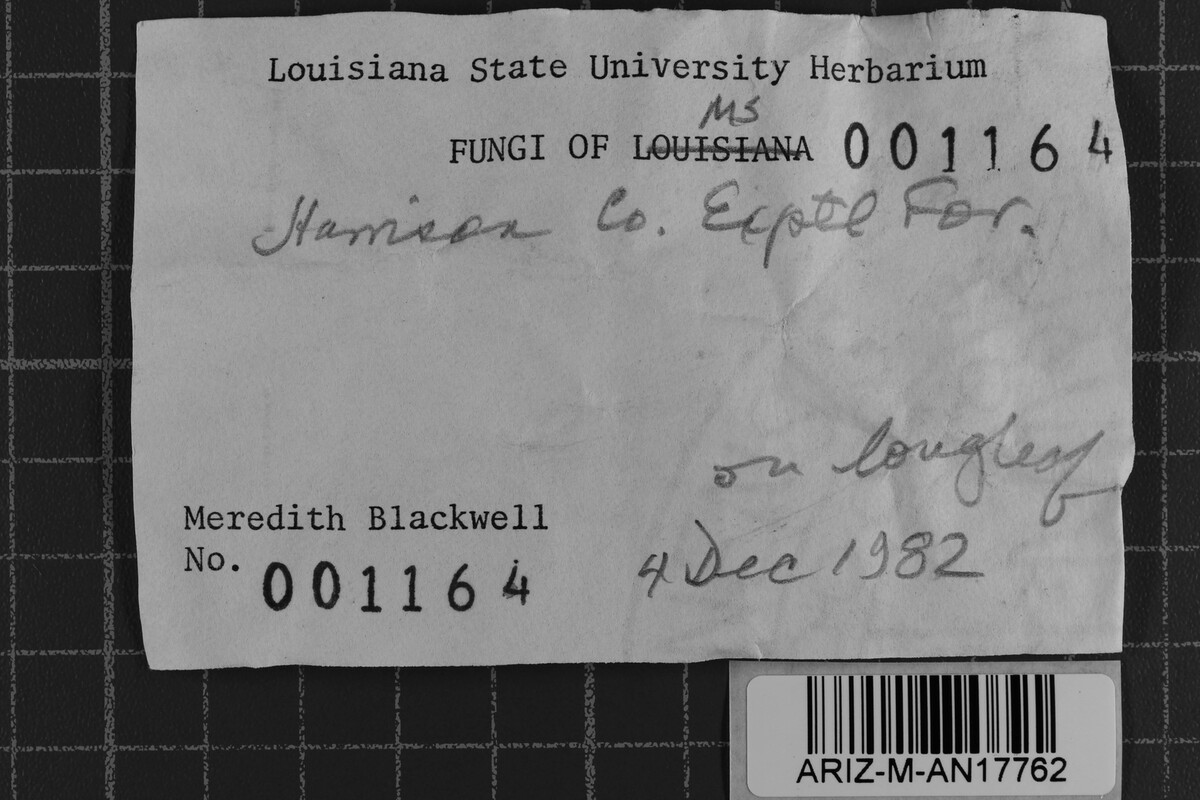 Louisiana State University Herbarium
MS
FUNGI OF LOUISIANA 001164
Harrison Co. Exptl For.
on longleaf
Meredith Blackwell
No. 001164
4 Dec 1982
ARIZ-M-AN17762